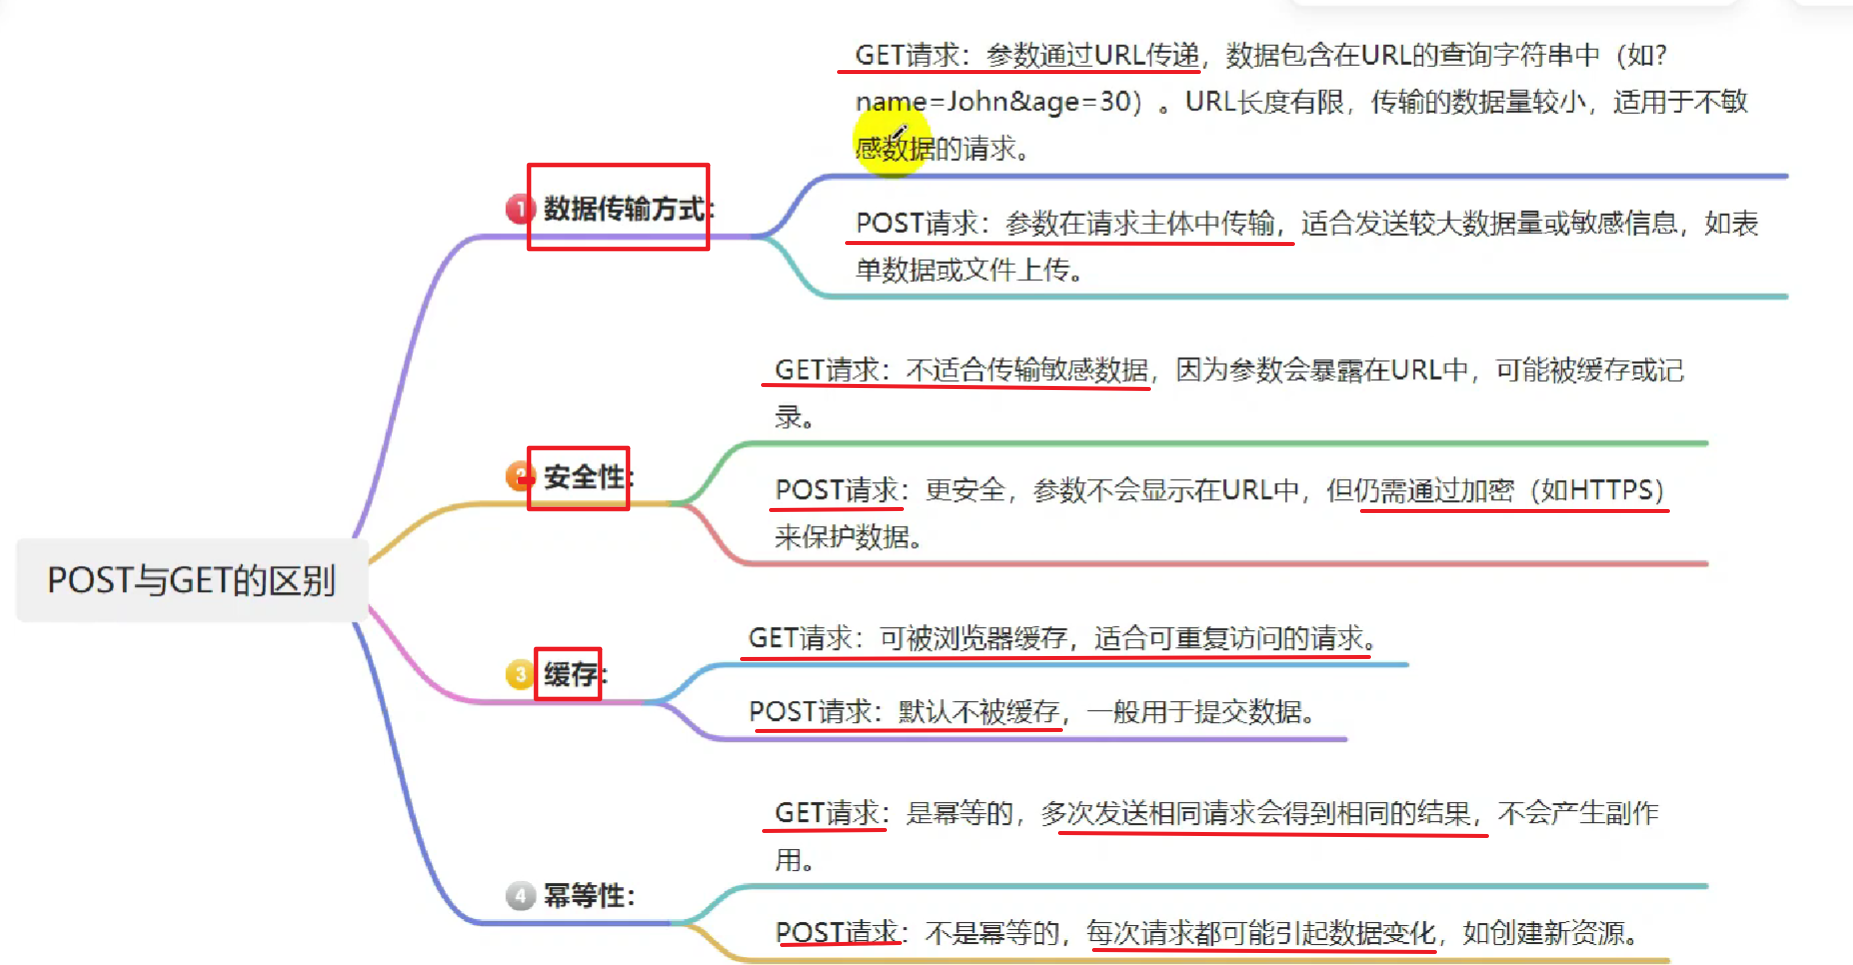 GET请求：参数通过URL传递，数据包含在URL的查询字符串中（如?
name=John&age=30）。URL长度有限，传输的数据量较小，适用于不敏
感数据的请求。
1 数据传输方式：
POST请求：参数在请求主体中传输，适合发送较大数据量或敏感信息，如表
单数据或文件上传。
GET请求：不适合传输敏感数据，因为参数会暴露在URL中，可能被缓存或记
录。
2 安全性：
POST请求：更安全，参数不会显示在URL中，但仍需通过加密（如HTTPS）
来保护数据。
POST与GET的区别
GET请求：可被浏览器缓存，适合可重复访问的请求。
3 缓存：
POST请求：默认不被缓存，一般用于提交数据。
GET请求：是幂等的，多次发送相同请求会得到相同的结果，不会产生副作
用。
4 幂等性：
POST请求：不是幂等的，每次请求都可能引起数据变化，如创建新资源。